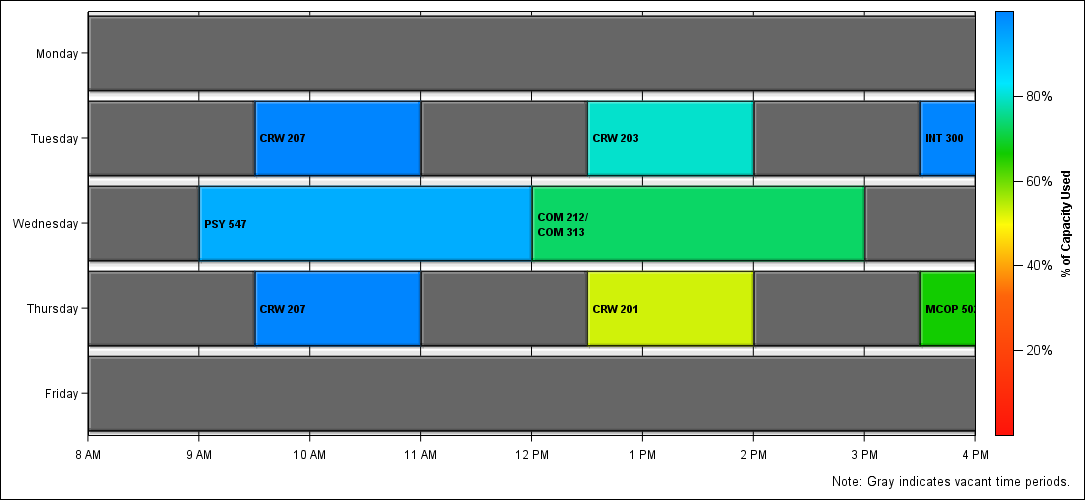 Monday
Tuesday
CRW 207
CRW 203
INT 300
Wednesday
PSY 547
COM 212/
COM 313
Thursday
CRW 207
CRW 201
MCOP
Friday
8 AM 9 AM 10 AM 11 AM 12 PM 1 PM 2 PM 3 PM 4 PM
80%
60%
40%
20%
% of Capacity Used
Note: Gray indicates vacant time periods.